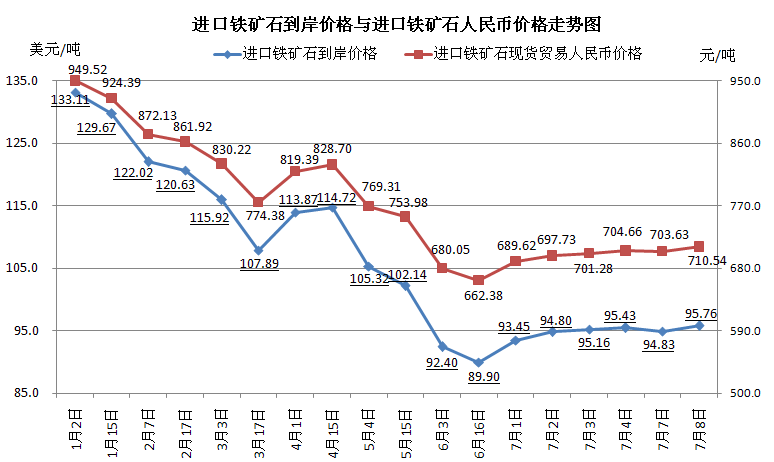 进口铁矿石到岸价格与进口铁矿石人民币价格走势图
美元/吨
进口铁矿石到岸价格
进口铁矿石现货贸易人民币价格
元/吨
135.0
125.0
115.0
105.0
95.0
85.0
950.0
860.0
770.0
680.0
590.0
500.0
949.52
924.39
872.13
861.92
830.22
774.38
819.39
828.70
769.31
753.98
680.05
662.38
689.62
697.73
701.28
704.66
703.63
710.54
133.11
129.67
122.02
120.63
115.92
107.89
113.87
114.72
105.32
102.14
92.40
89.90
93.45
94.80
95.16
95.43
94.83
95.76
1月2日
1月15日
2月7日
2月17日
3月3日
3月17日
4月1日
4月15日
5月4日
5月15日
6月3日
6月16日
7月1日
7月2日
7月3日
7月4日
7月7日
7月8日